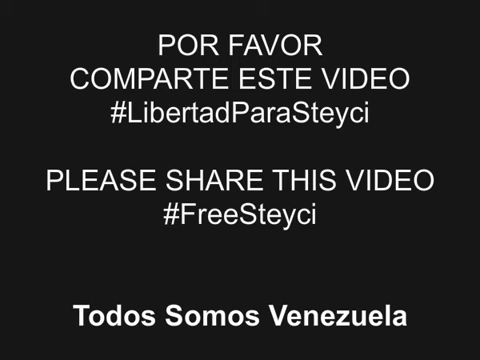 POR FAVOR
COMPARTE ESTE VIDEO
#LibertadParaSteyci
PLEASE SHARE THIS VIDEO
#FreeSteyci
Todos Somos Venezuela